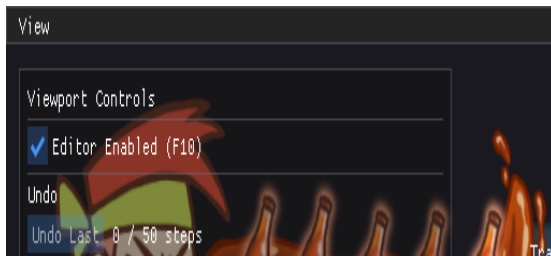 View
Viewport Controls
Editor Enabled (F10)
Undo
Undo Last 0 / 50 steps